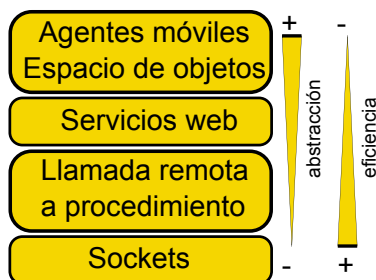 + -
Agentes móviles
Espacio de objetos
Servicios web
Llamada remota
a procedimiento
Sockets
abstracción
eficiencia
- +